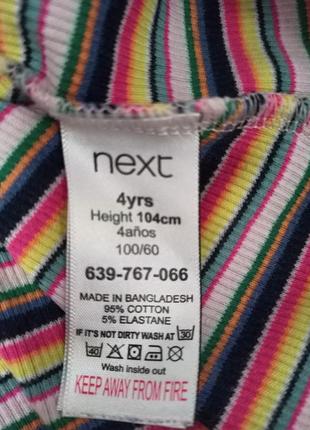 next
4yrs
Height 104cm
4años
100/60
639-767-066
MADE IN BANGLADESH
95% COTTON
5% ELASTANE
IF IT'S NOT DIRTY WASH AT 30
40
Wash inside out
KEEP AWAY FROM FIRE